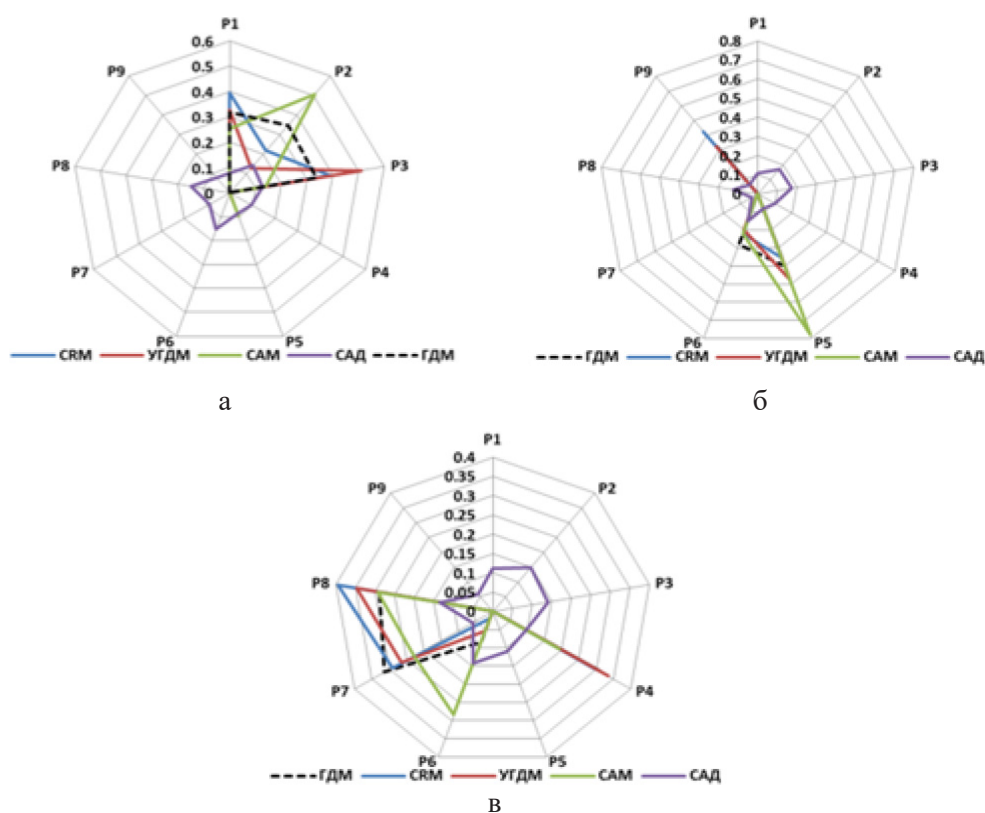 P1
0.6
0.5
0.4
0.3
0.2
0.1
0
P2
P3
P4
P5
P6
P7
P8
P9
CRM УГДМ САМ САД ГДМ
а
P1
0.8
0.7
0.6
0.5
0.4
0.3
0.2
0.1
0
P2
P3
P4
P5
P6
P7
P8
P9
ГДМ CRM УГДМ САМ САД
б
P1
0.4
0.35
0.3
0.25
0.2
0.15
0.1
0.05
0
P2
P3
P4
P5
P6
P7
P8
P9
ГДМ CRM УГДМ САМ САД
в